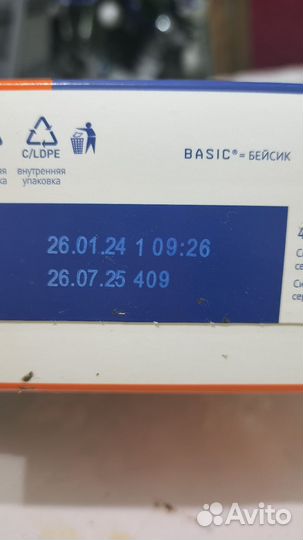 C/LDPE
внутренняя
упаковка
BASIC® = БЕЙСИК
26.01.24 1 09:26
26.07.25 409
Avito